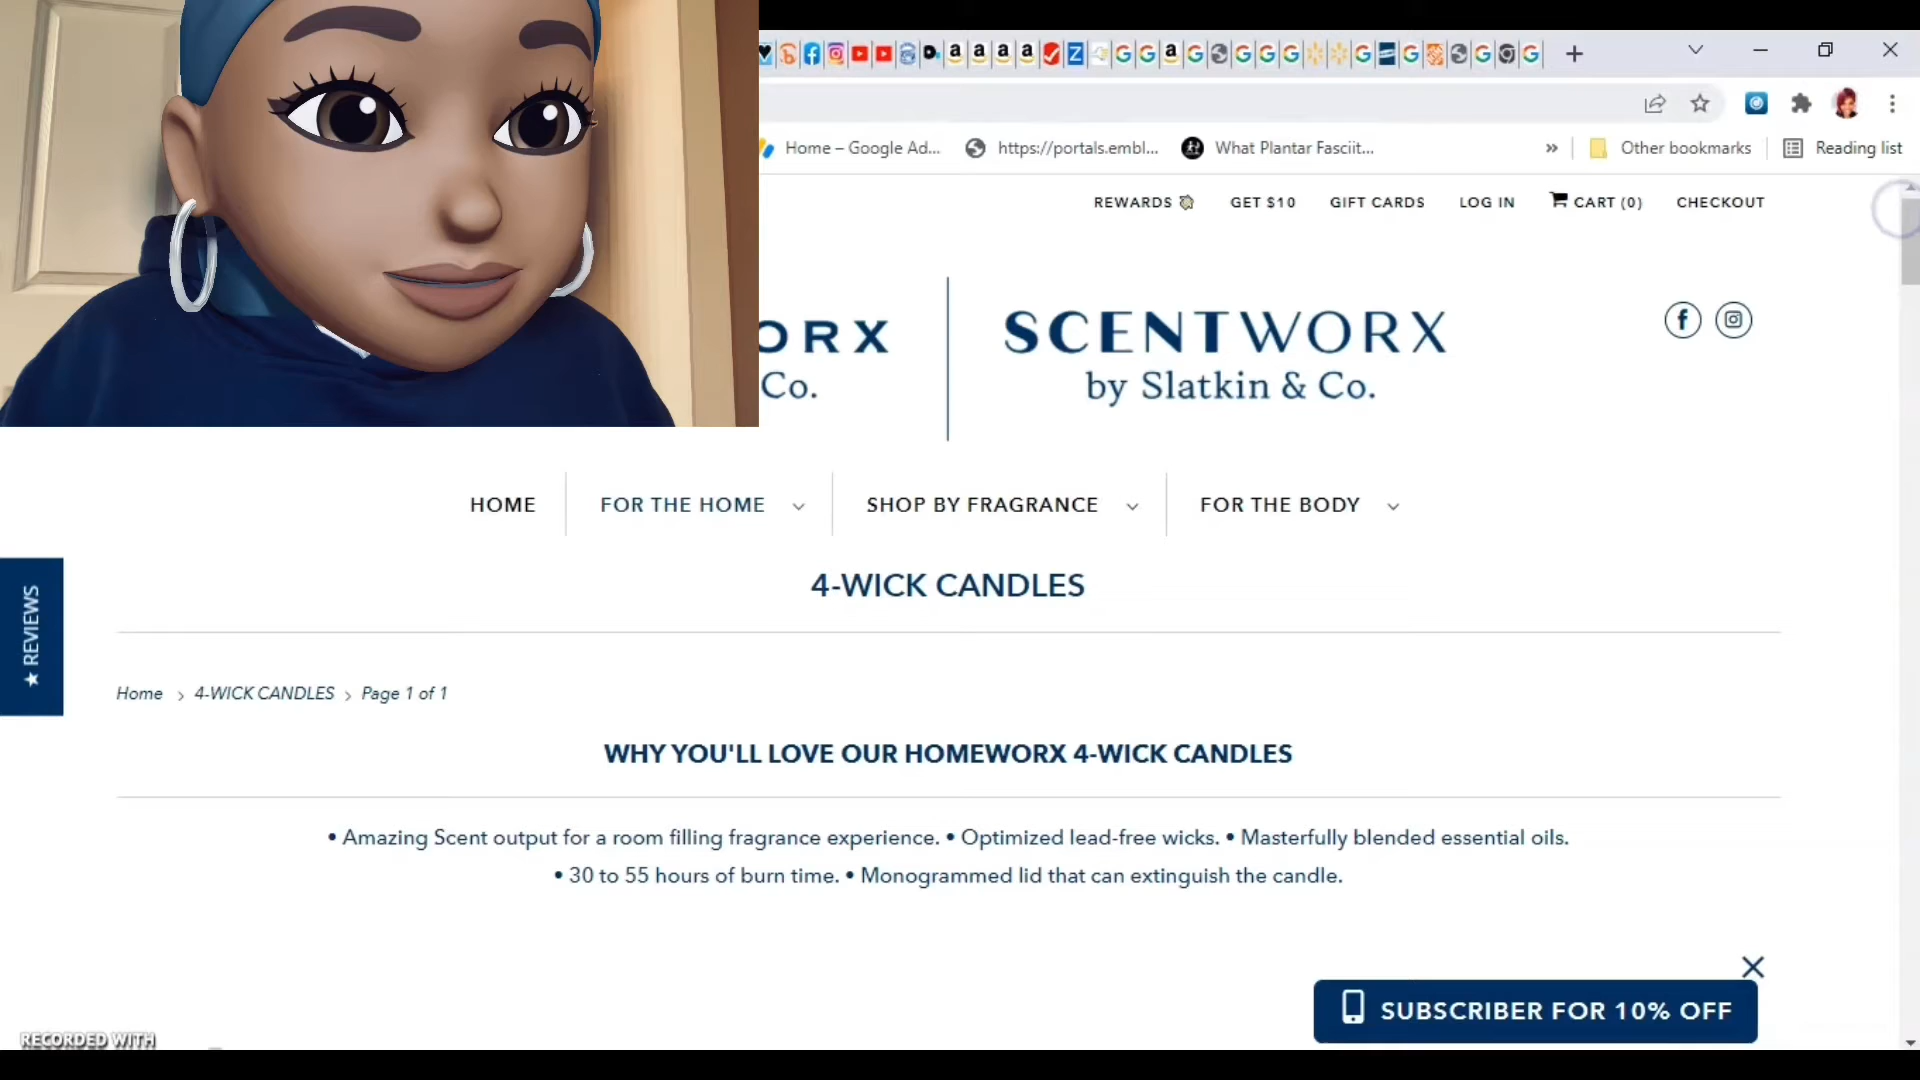 Home – Google Ad...
https://portals.embl...
What Plantar Fasciit...
»
Other bookmarks
Reading list
REWARDS
GET $10
GIFT CARDS
LOG IN
CART (0)
CHECKOUT
ORX
Co.
SCENTWORX
by Slatkin & Co.
HOME
FOR THE HOME
SHOP BY FRAGRANCE
FOR THE BODY
4-WICK CANDLES
★ REVIEWS
Home > 4-WICK CANDLES > Page 1 of 1
WHY YOU'LL LOVE OUR HOMEWORX 4-WICK CANDLES
• Amazing Scent output for a room filling fragrance experience. • Optimized lead-free wicks. • Masterfully blended essential oils.
• 30 to 55 hours of burn time. • Monogrammed lid that can extinguish the candle.
SUBSCRIBER FOR 10% OFF
RECORDED WITH